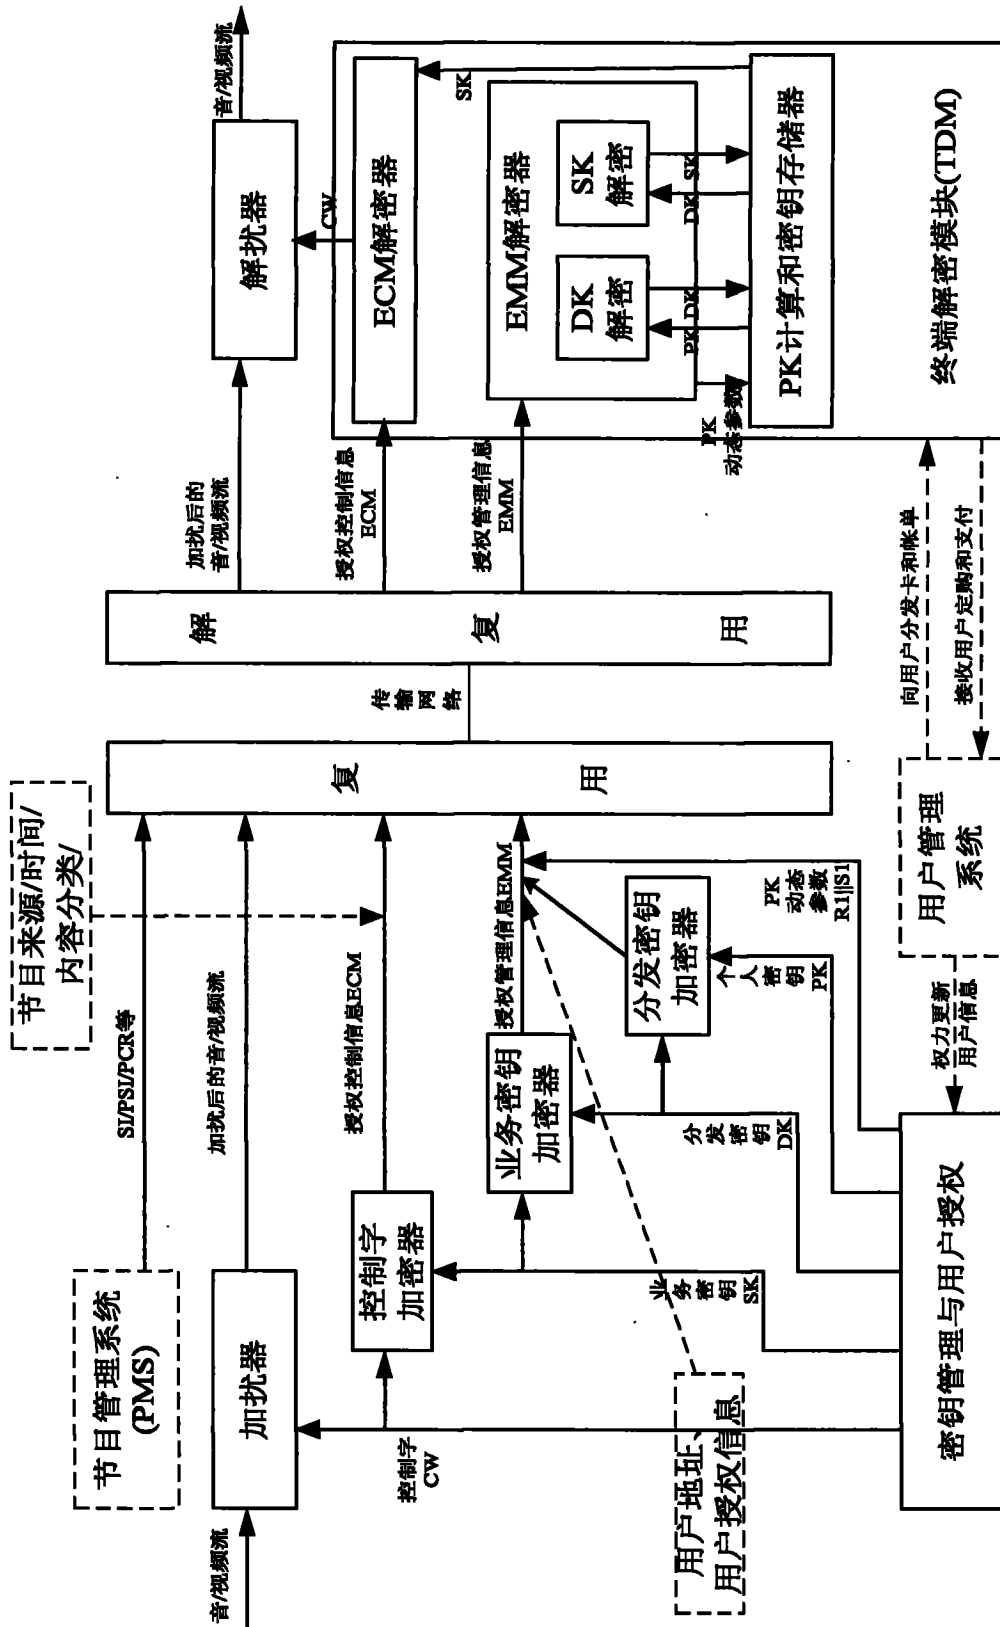 音/视频流
加扰器
节目管理系统
(PMS)
控制字
CW
控制字
加密器
业务密钥
加密器
分发密钥
加密器
用户地址、
用户授权信息
密钥管理与用户授权
业
务
密
钥
SK
分
发
密
钥
DK
个
人
密
钥
PK
PK
动态
参数
R1||S1
SI/PSI/PCR等
加扰后的音/视频流
授权控制信息ECM
授权管理信息EMM
节目来源/时间/
内容分类/
权力更新
用户信息
用户管理
系统
复
用
传
输
网
络
解
复
用
向用户分发卡和帐单
接收用户定购和支付
加扰后的
音/视频流
授权控制信息
ECM
授权管理信息
EMM
解扰器
音/视频流
CW
ECM解密器
SK
EMM解密器
DK
解密
SK
解密
PK
动态参数
PK
DK
DK
SK
PK计算和密钥存储器
终端解密模块(TDM)